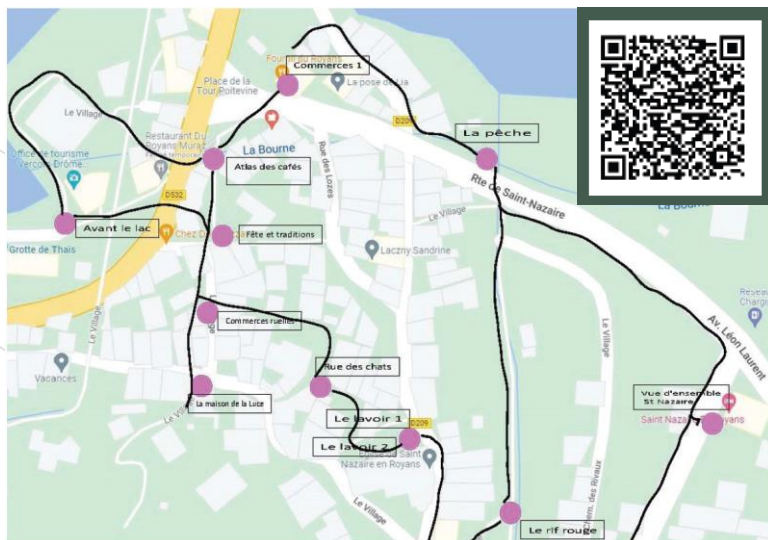 Fournil du Royans
Commerces 1
Place de la
Tour Poitevine
La pose de Lia
Le Village
D209
La pêche
Restaurant Du
Royans Muraz
La Bourne
Office de tourisme
Vercors Drôme
Atlas des cafés
Rue des Lozes
Rte de Saint-Nazaire
D532
Le Village
La Bourne
Avant le lac
Fête et traditions
Grotte de Thaïs
Laczny Sandrine
Le Village
Commerces ruelles
Le Village
Av. Léon Laurent
Vacances
Rue des chats
La maison de la Luce
Vue d'ensemble
St Nazaire
Le lavoir 1
D209
Le lavoir 2
Le Village
Chem. des Rivaux
Le rif rouge